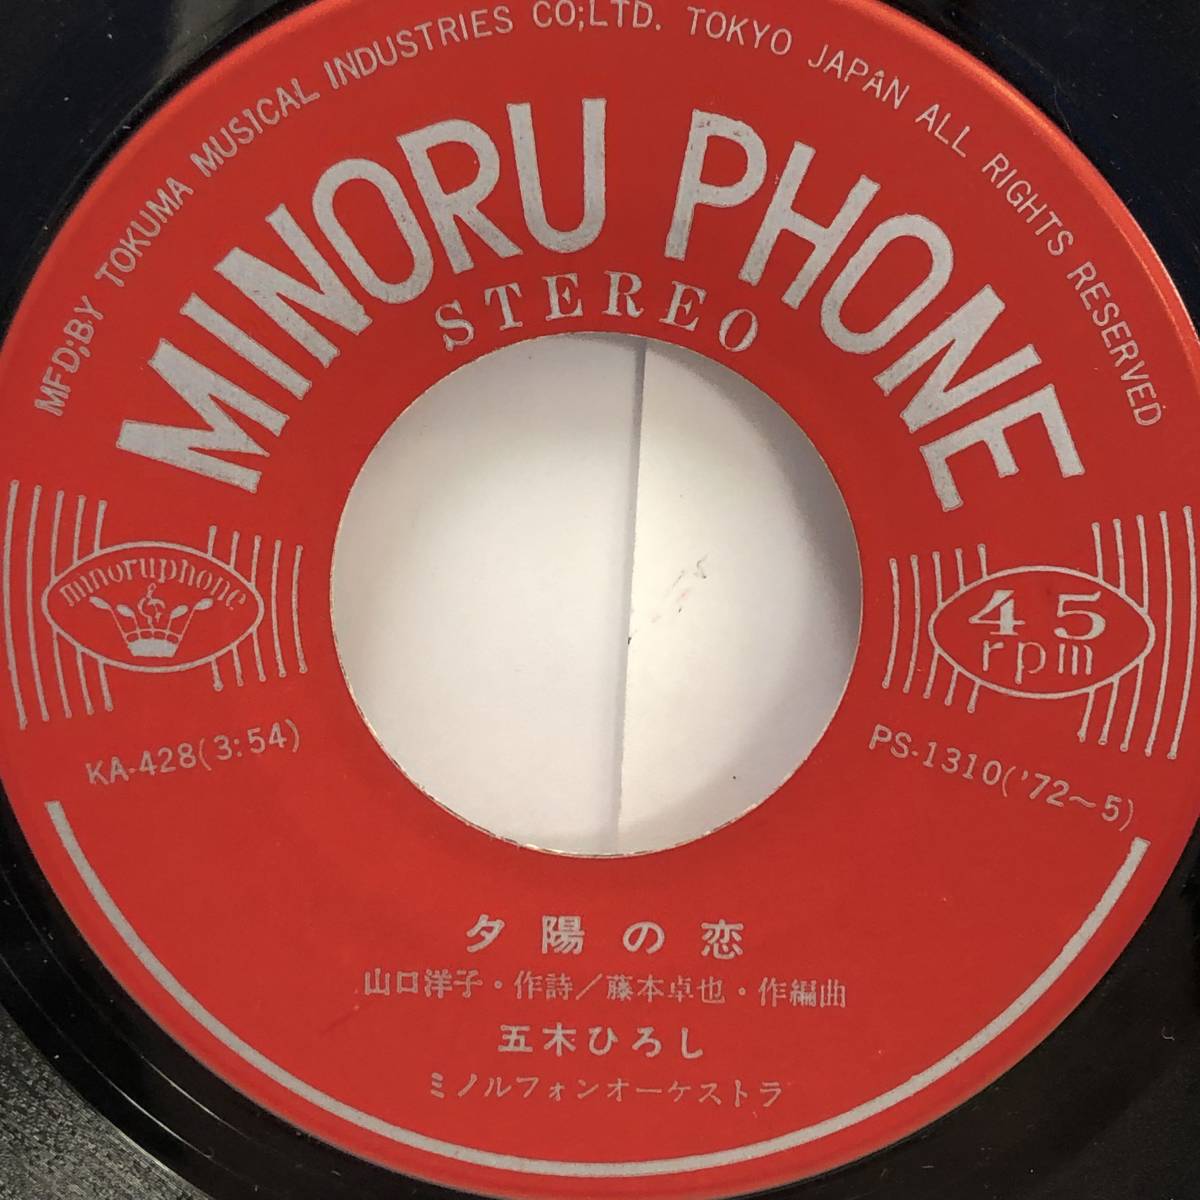 MFD;BY TOKUMA MUSICAL INDUSTRIES CO;LTD. TOKYO JAPAN ALL RIGHTS RESERVED
MINORU PHONE
STEREO
minoruphone
45
rpm
KA-428(3:54)
PS-1310('72~5)
夕陽の恋
山口洋子・作詩/藤本卓也・作編曲
五木ひろし
ミノルフォンオーケストラ